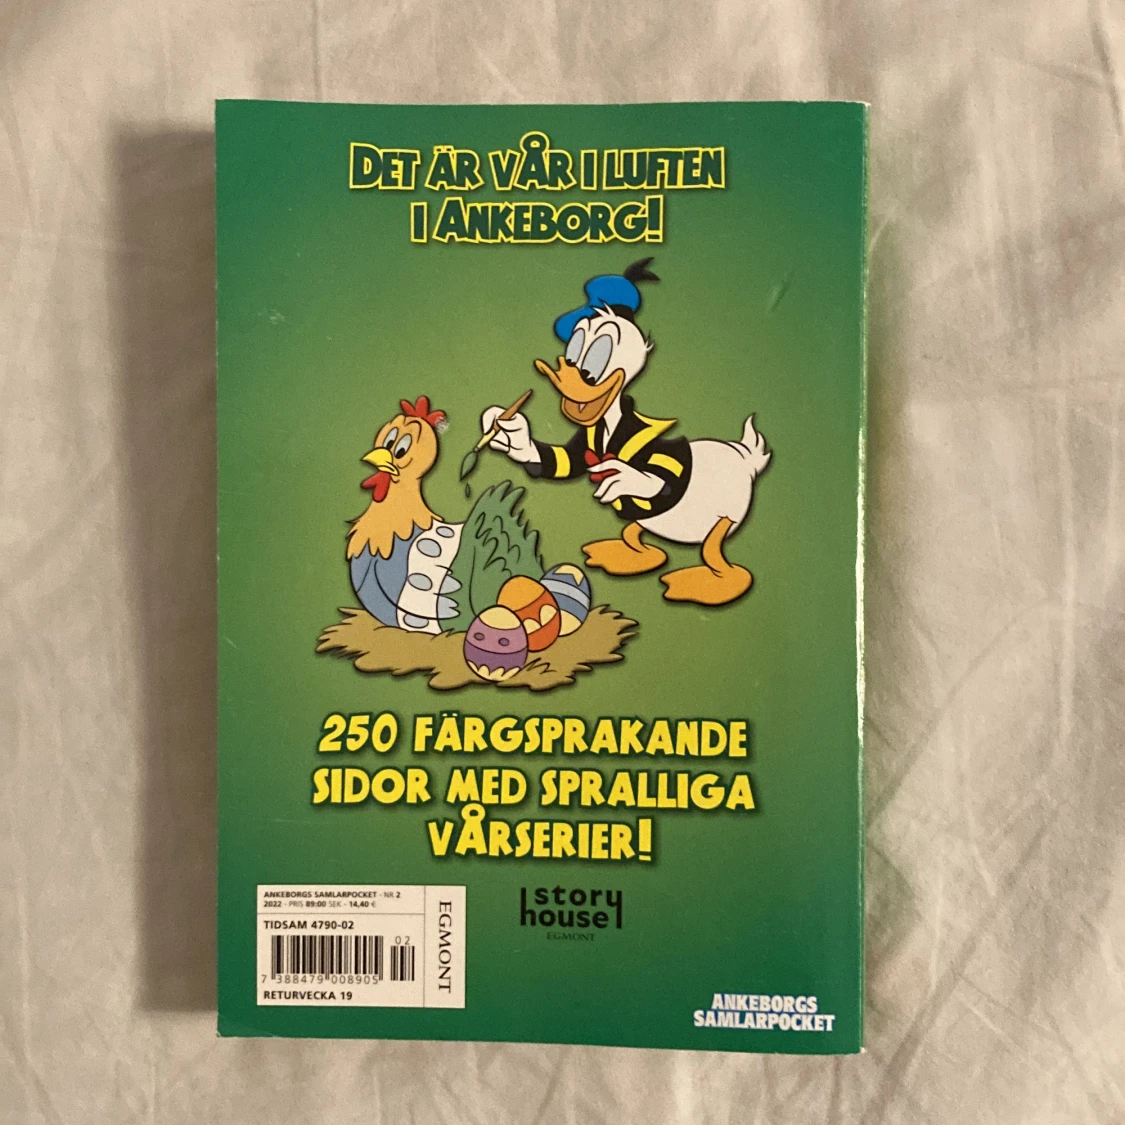 DET ÄR VÅR I LUFTEN
I ANKEBORG!
250 FÄRGSPRAKANDE
SIDOR MED SPRALLIGA
VÅRSERIER!
ANKEBORGS SAMLARPOCKET - NR 2
2022 - PRIS 89:00 SEK - 14,40 €
TIDSAM 4790-02
02
7 388479 008905
RETURVECKA 19
EGMONT
story
house
EGMONT
ANKEBORGS
SAMLARPOCKET